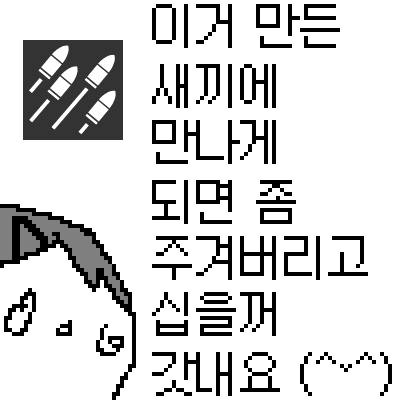 이거 만든
새끼에
만나게
되면 좀
주겨버리고
십을꺼
갓내요 (^~^)